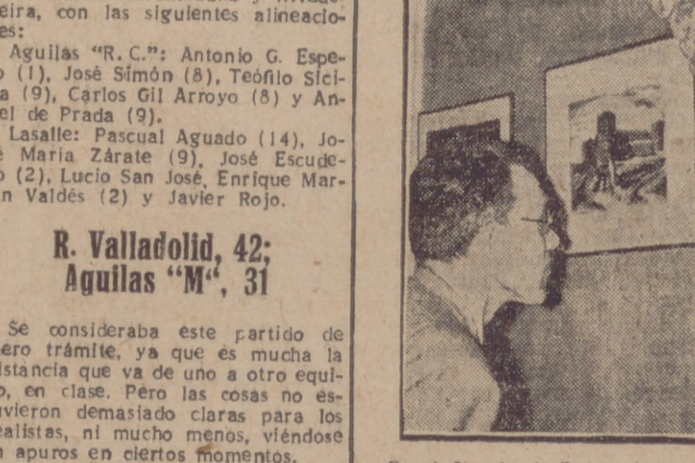 eira, con las siguientes alineacio-
es:
Aguilas "R. C.": Antonio G. Espe-
o (1), José Simón (8), Teófilo Sici-
a (9), Carlos Gil Arroyo (8) y An-
el de Prada (9).
Lasalle: Pascual Aguado (14), Jo-
é María Zárate (9), José Escude-
o (2), Lucio San José, Enrique Mar-
n Valdés (2) y Javier Rojo.
R. Valladolid, 42;
Aguilas "M", 31
Se consideraba este partido de
ero trámite, ya que es mucha la
istancia que va de uno a otro equi-
o, en clase. Pero las cosas no es-
uvieron demasiado claras para los
ealistas, ni mucho menos, viéndose
n apuros en ciertos momentos.